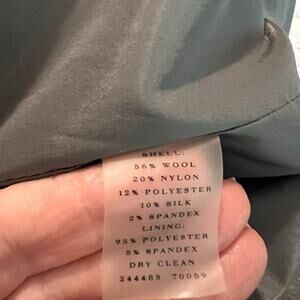 SHELL:
56% WOOL
20% NYLON
12% POLYESTER
10% SILK
2% SPANDEX
LINING:
95% POLYESTER
5% SPANDEX
DRY CLEAN
244483 70059